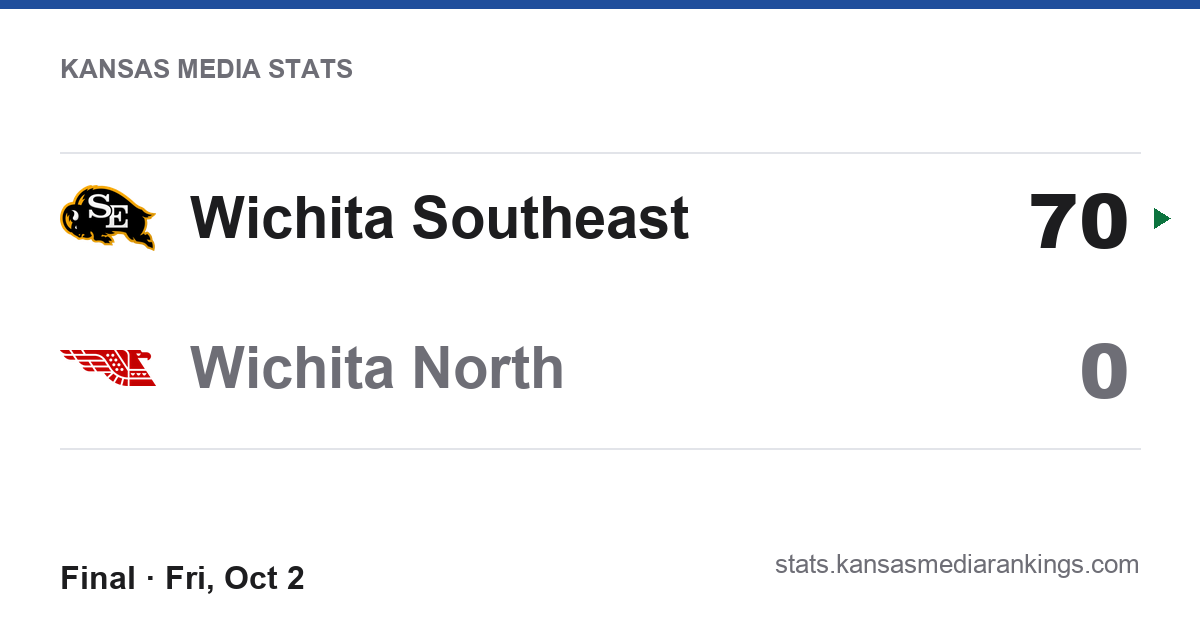 KANSAS MEDIA STATS
SE
Wichita Southeast 70
Wichita North 0
Final · Fri, Oct 2
stats.kansasmediarankings.com